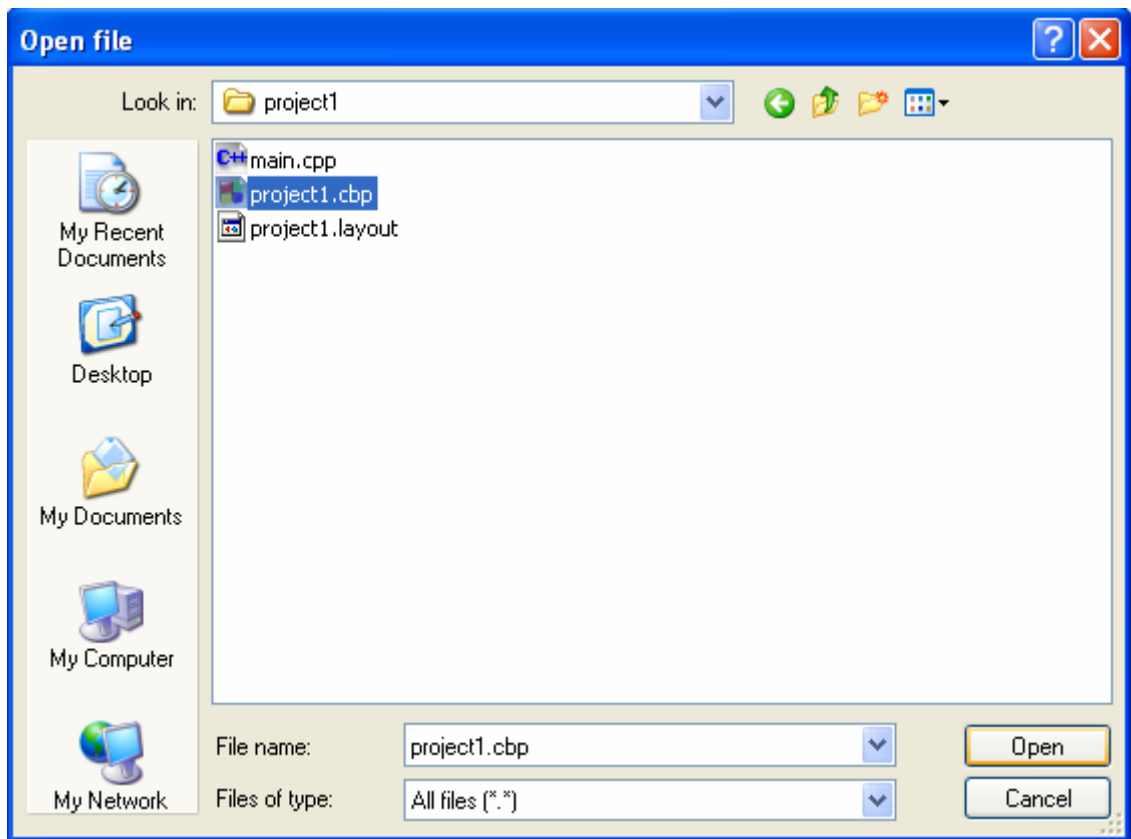 Open file
Look in:
project1
main.cpp
project1.cbp
project1.layout
My Recent
Documents
Desktop
My Documents
My Computer
My Network
File name:
project1.cbp
Open
Files of type:
All files (*.*)
Cancel